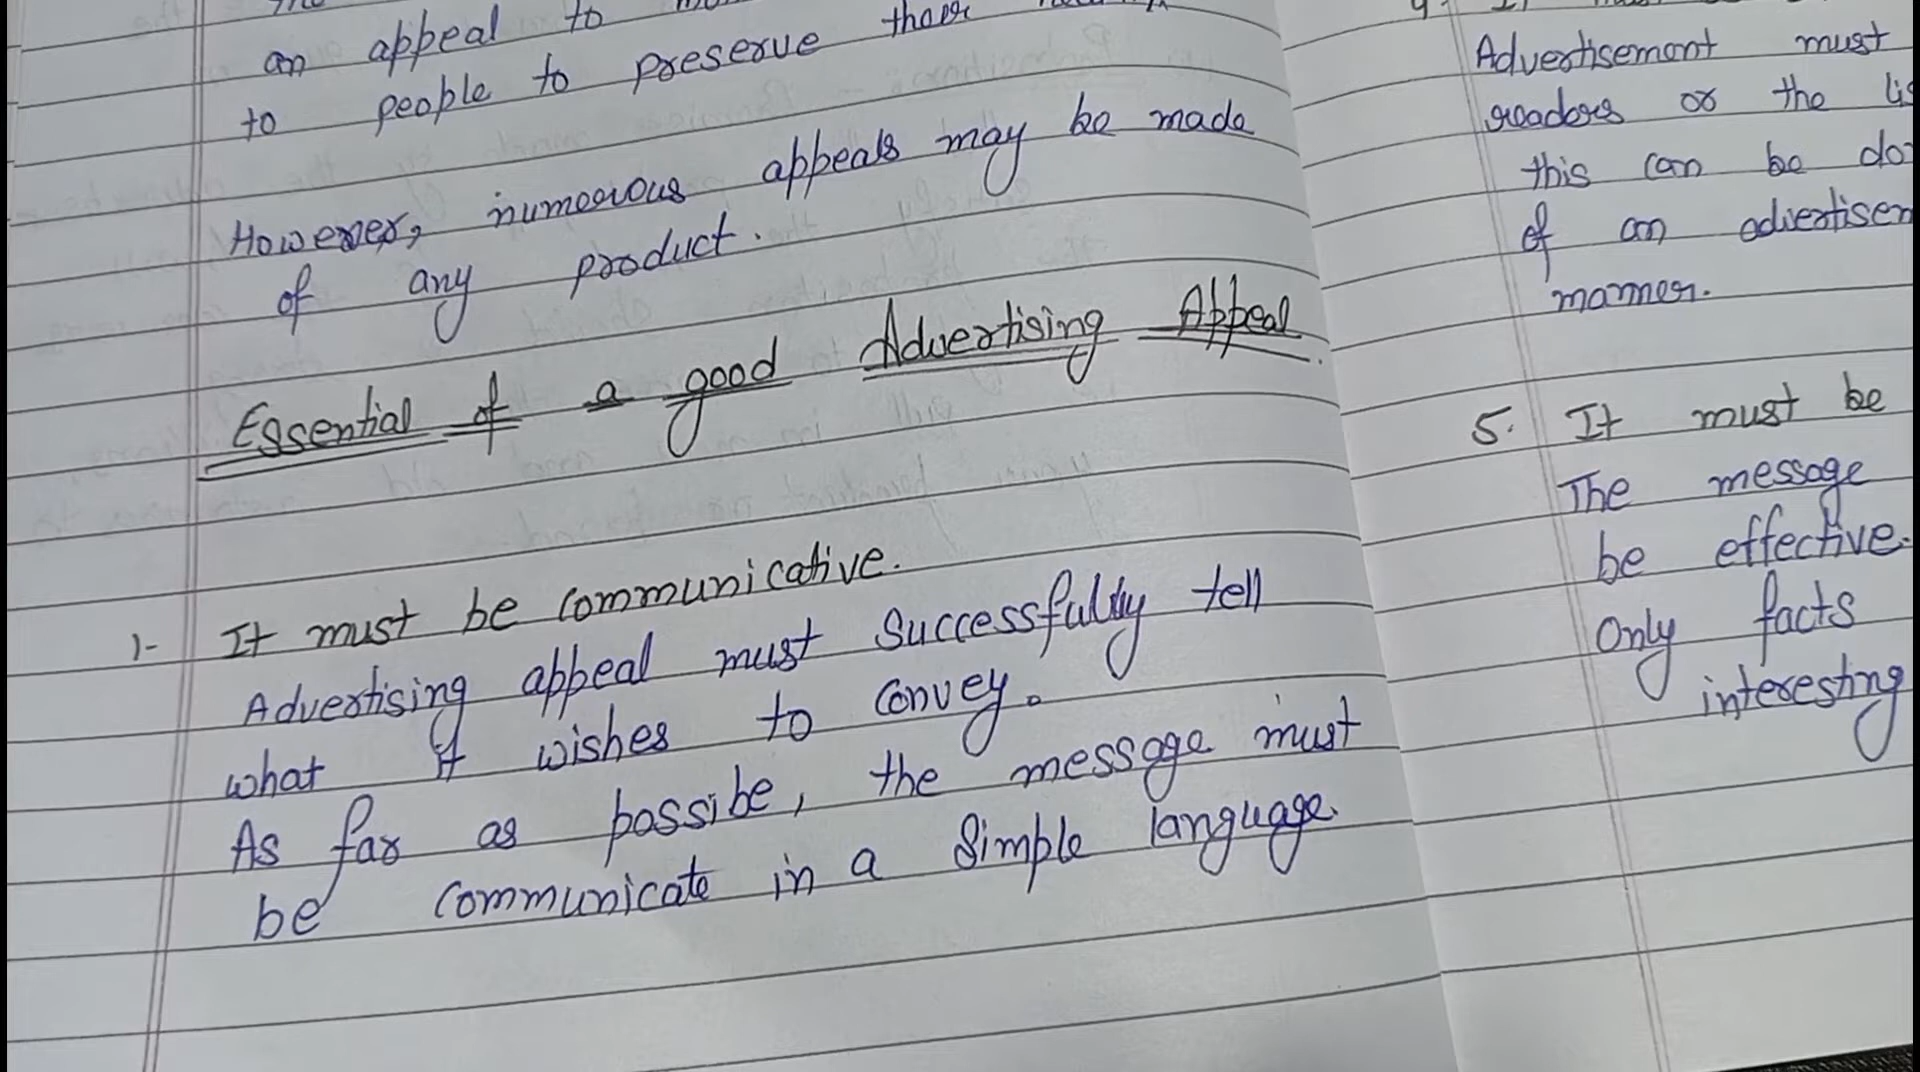 an appeal to
to people to preserve their
However, numerous appeals may be made
of any product.
Essential of a good Advertising Appeal
1- It must be communicative.
Advertising appeal must successfully tell
what it wishes to convey.
As far as possibe, the message must
be communicate in a simple language.
Advertisement must
readers or the
this can be
of an
manner.
5. It must be
The message
be effective.
Only facts
interesting